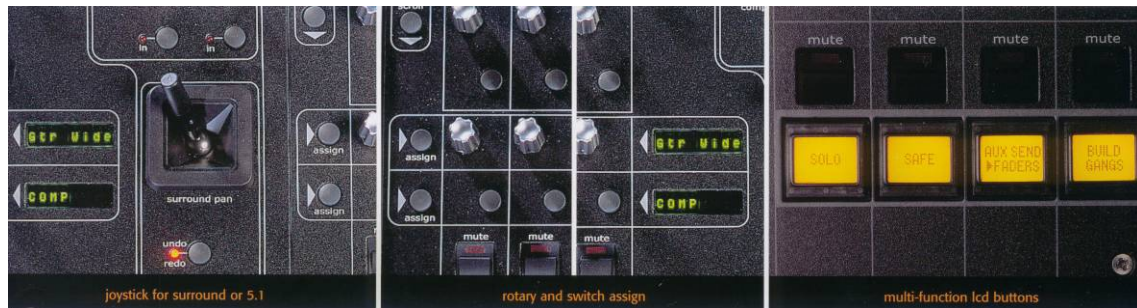 in
in
Gtr Wide
assign
COMP
surround pan
assign
undo
redo
joystick for surround or 5.1
scroll
assign
Gtr Wide
assign
COMP
mute
mute
mute
rotary and switch assign
mute
mute
mute
mute
SOLO
SAFE
AUX SEND
▶FADERS
BUILD
GANGS
multi-function lcd buttons